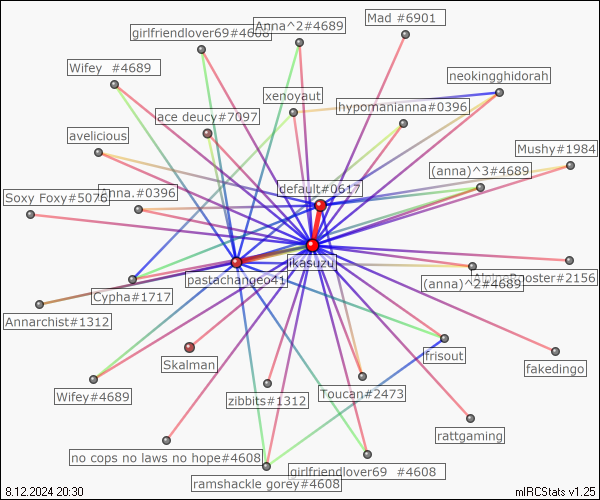 girlfriendlover69#4608
Anna^2#4689
Mad #6901
Wifey  #4689
neokingghidorah
xenoyaut
hypomanianna#0396
ace deucy#7097
avelicious
Mushy#1984
(anna)^3#4689
default#0617
Soxy Foxy#5076
#0396
ikasuzu
pastachangeo41
#2156
(anna)^2#4689
Cypha#1717
Annarchist#1312
frisout
Skalman
fakedingo
Wifey#4689
zibbits#1312
Toucan#2473
rattgaming
no cops no laws no hope#4608
girlfriendlover69  #4608
ramshackle gorey#4608
8.12.2024 20:30
mIRCStats v1.25